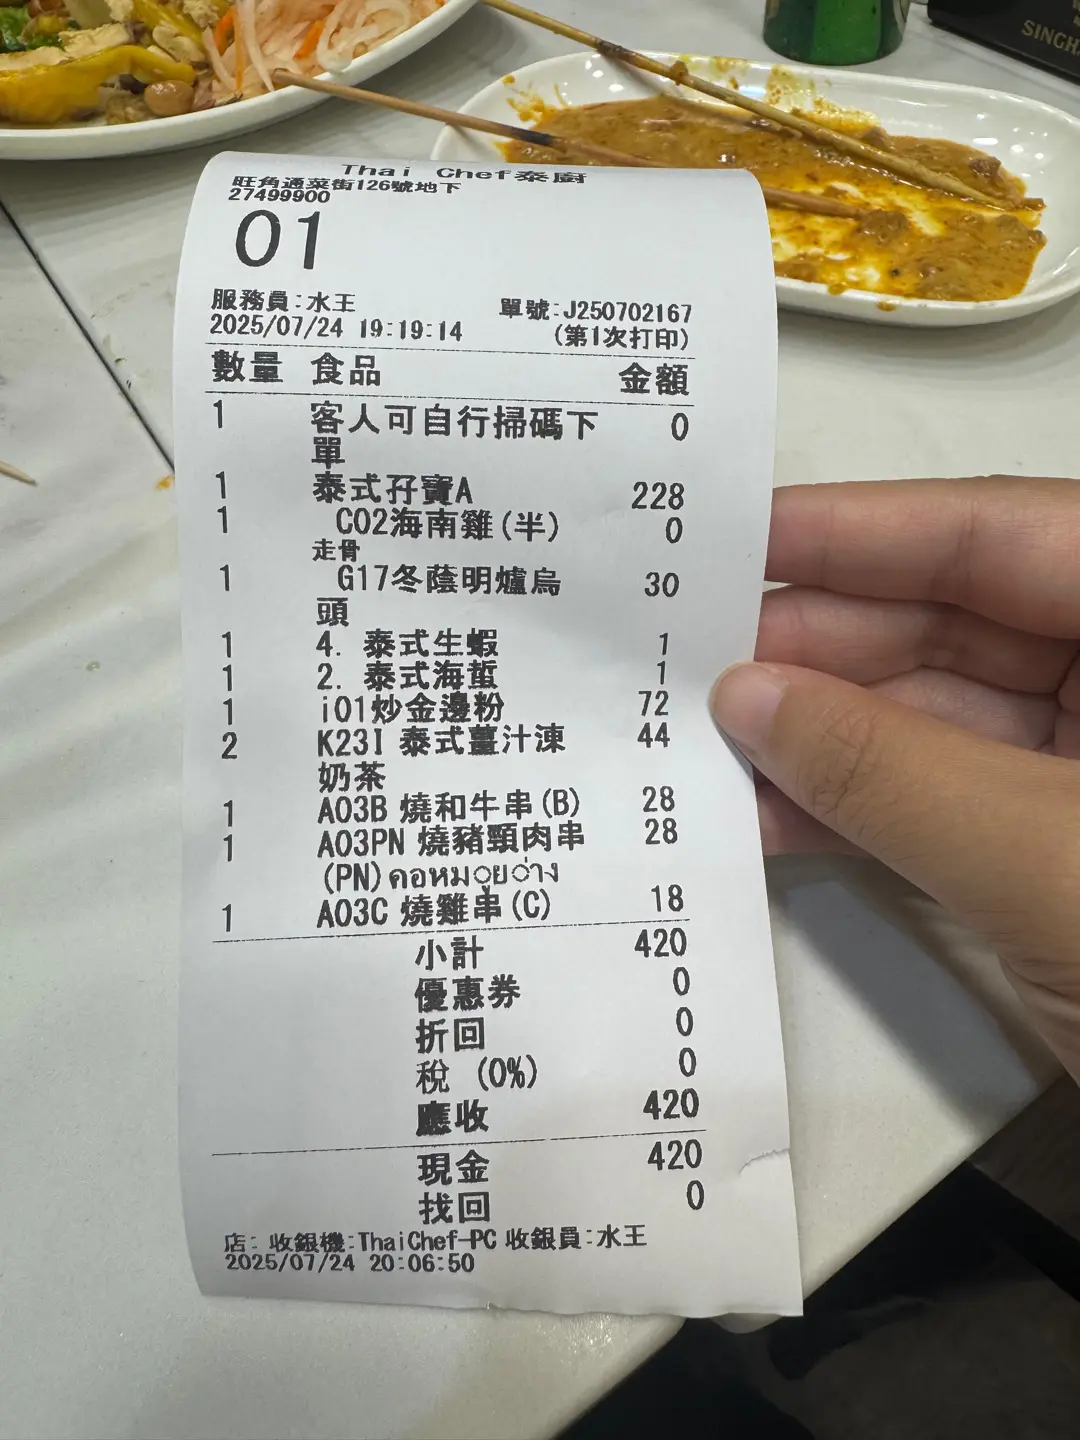 SINGH
Thai Chef泰廚
旺角通菜街126號地下
27499900
01
服務員:水王 單號:J250702167
2025/07/24 19:19:14 (第1次打印)
數量 食品 金額
1 客人可自行掃碼下 0
單
1 泰式孖寶A 228
1 C02海南雞(半) 0
走骨
1 G17冬蔭明爐烏 30
頭
1 4. 泰式生蝦 1
1 2. 泰式海蜇 1
1 i01炒金邊粉 72
2 K23I 泰式薑汁涷 44
奶茶
1 A03B 燒和牛串(B) 28
1 A03PN 燒豬頸肉串 28
(PN)คอหมูย่าง
1 A03C 燒雞串(C) 18
小計 420
優惠券 0
折回 0
稅 (0%) 0
應收 420
現金 420
找回 0
店: 收銀機:ThaiChef-PC 收銀員:水王
2025/07/24 20:06:50